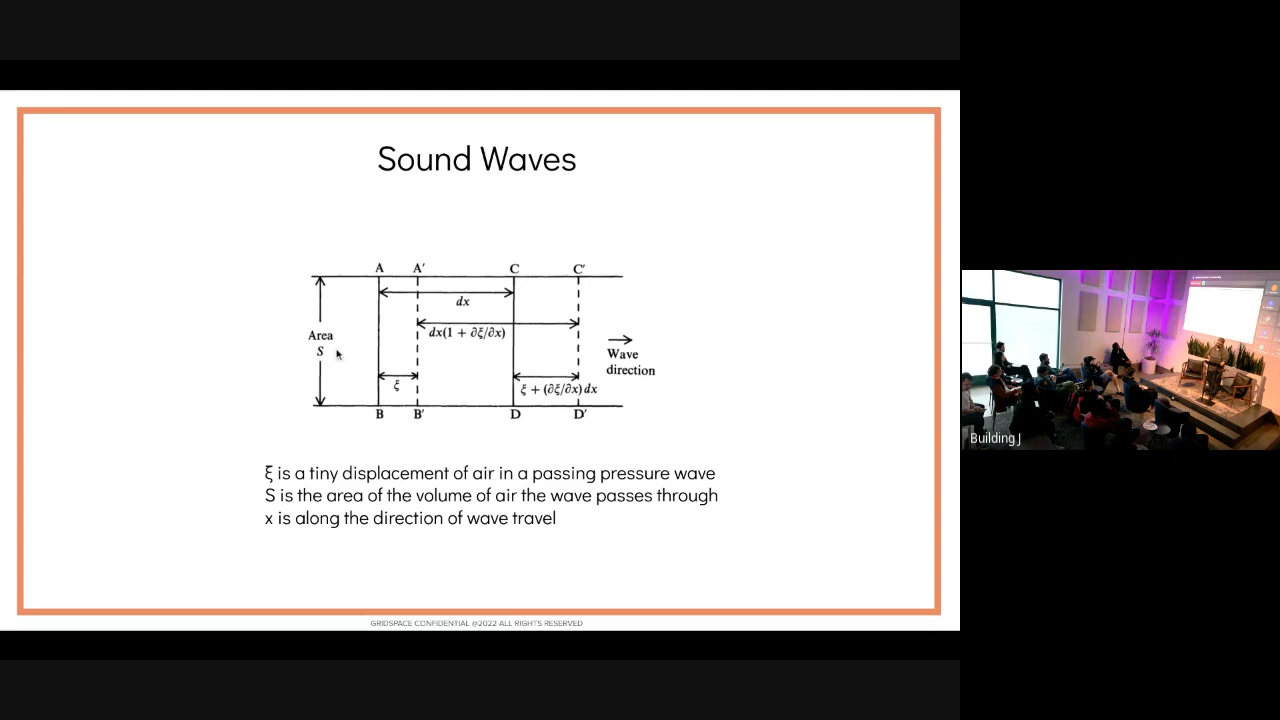 Sound Waves
A A′ C C′
dx
dx(1 + ∂ξ/∂x)
Area
S
Wave
direction
ξ
ξ + (∂ξ/∂x) dx
B B′ D D′
ξ is a tiny displacement of air in a passing pressure wave
S is the area of the volume of air the wave passes through
x is along the direction of wave travel
GRIDSPACE CONFIDENTIAL @2022 ALL RIGHTS RESERVED
Building J